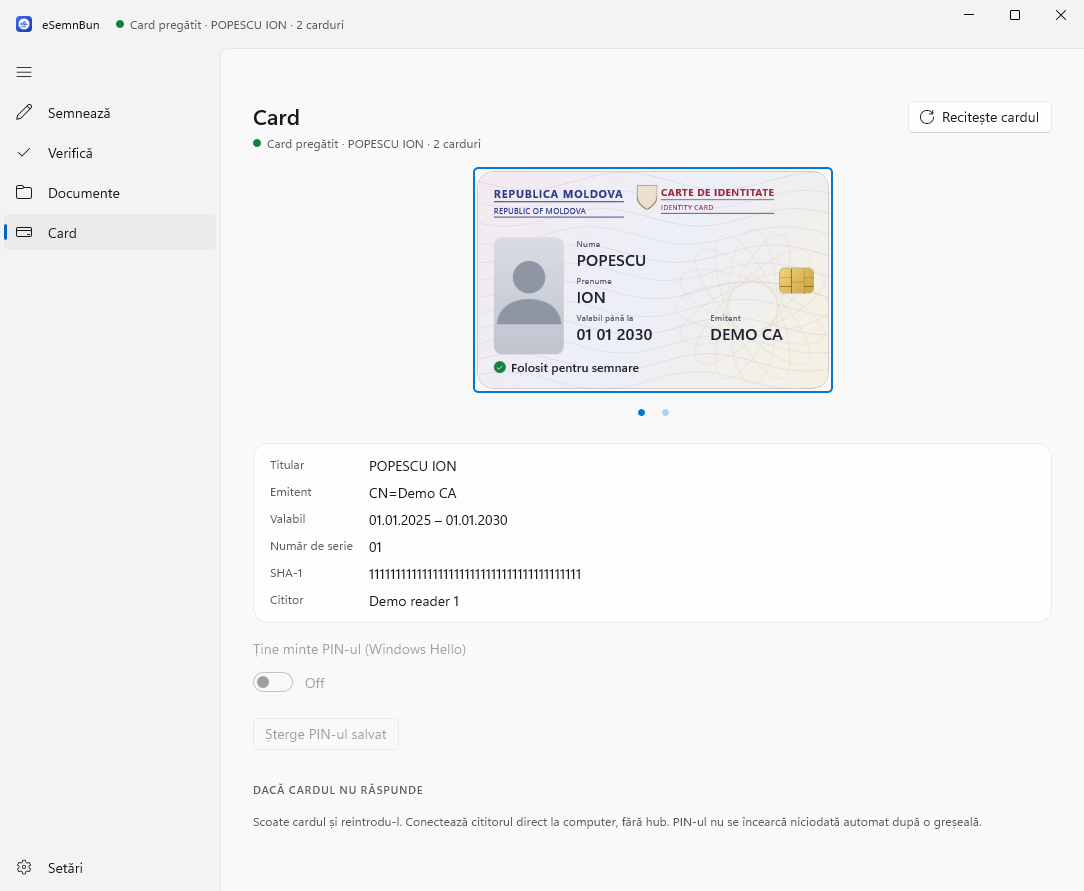 eSemnBun
Card pregătit · POPESCU ION · 2 carduri
Semnează
Verifică
Documente
Card
Setări
Card
Card pregătit · POPESCU ION · 2 carduri
Recitește cardul
REPUBLICA MOLDOVA
REPUBLIC OF MOLDOVA
CARTE DE IDENTITATE
IDENTITY CARD
Nume
POPESCU
Prenume
ION
Valabil până la
01 01 2030
Emitent
DEMO CA
Folosit pentru semnare
Titular POPESCU ION
Emitent CN=Demo CA
Valabil 01.01.2025 – 01.01.2030
Număr de serie 01
SHA-1 1111111111111111111111111111111111111111
Cititor Demo reader 1
Ține minte PIN-ul (Windows Hello)
Off
Șterge PIN-ul salvat
DACĂ CARDUL NU RĂSPUNDE
Scoate cardul și reintrodu-l. Conectează cititorul direct la computer, fără hub. PIN-ul nu se încearcă niciodată automat după o greșeală.